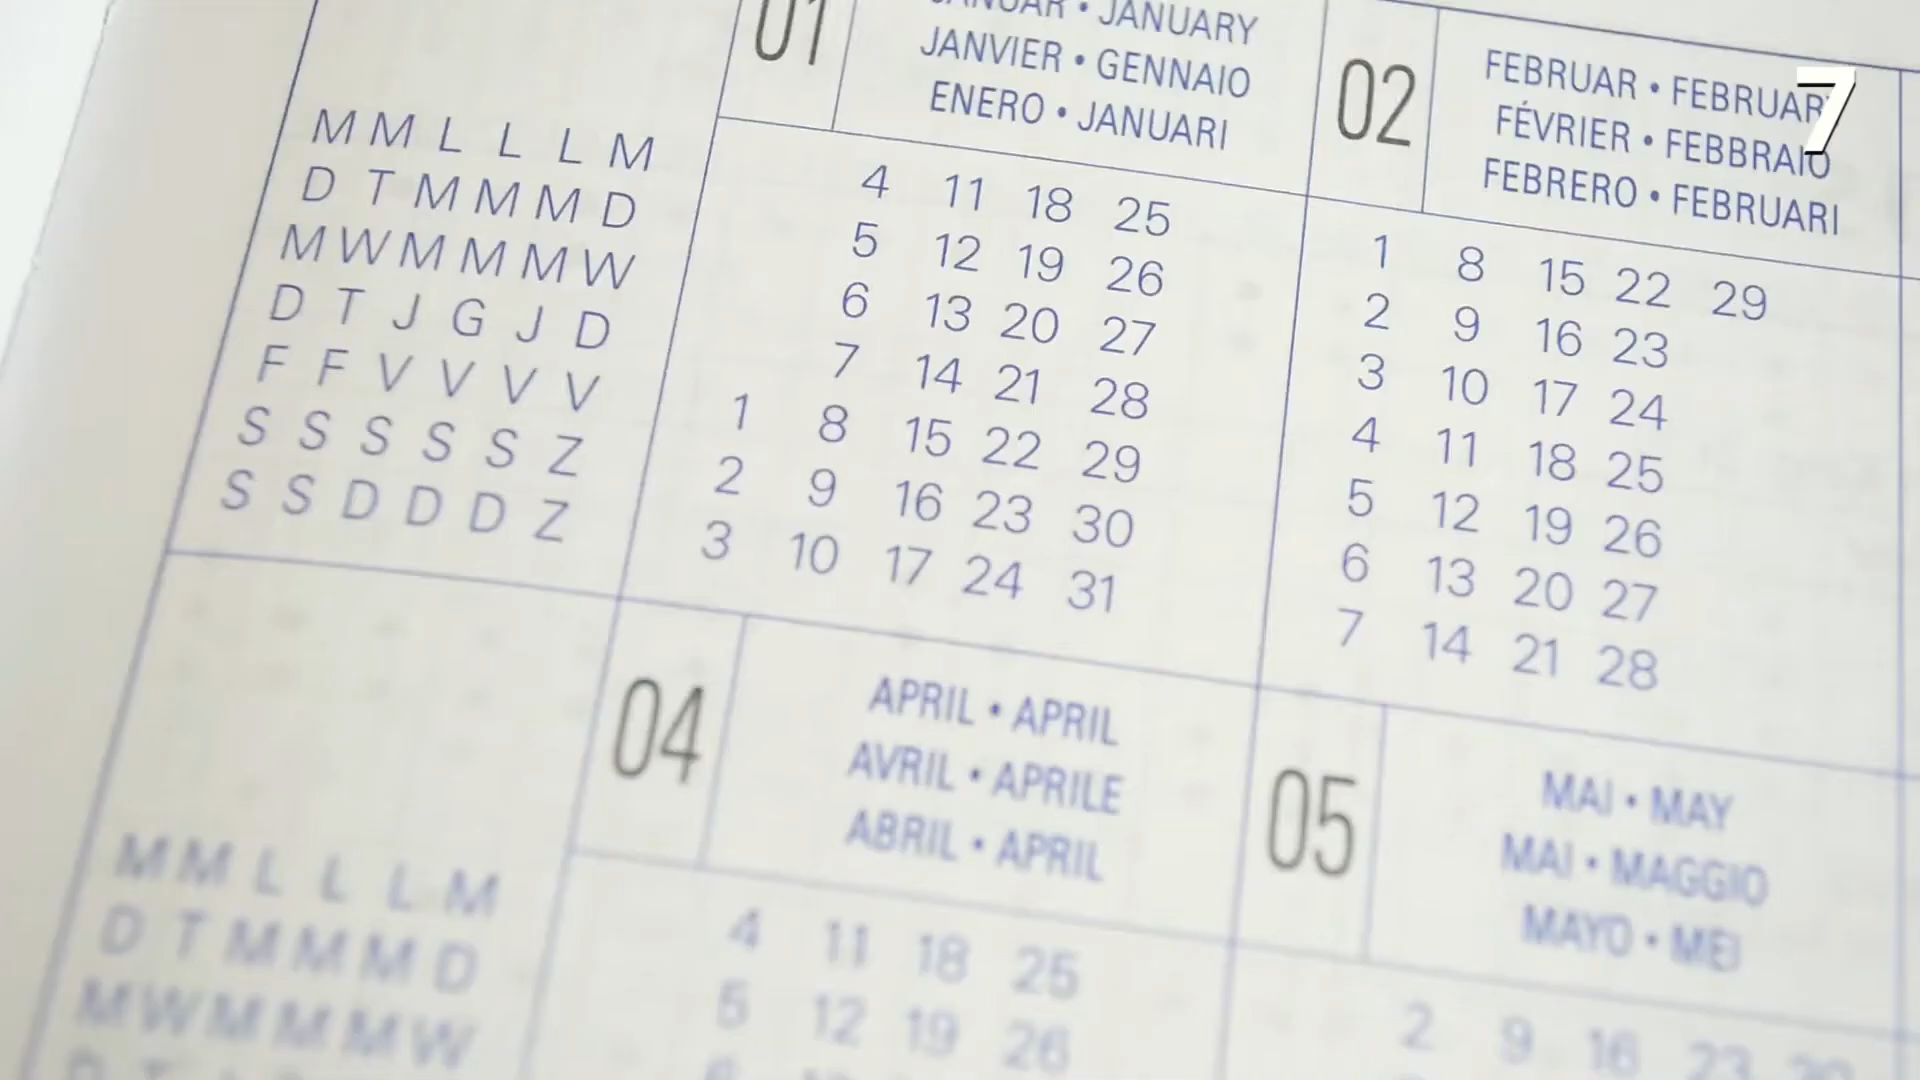 01
JANUAR • JANUARY
JANVIER • GENNAIO
ENERO • JANUARI
02
FEBRUAR • FEBRUARY
FÉVRIER • FEBBRAIO
FEBRERO • FEBRUARI
7
M M L L L M
D T M M M D
M W M M M W
D T J G J D
F F V V V V
S S S S S Z
S S D D D Z
4 11 18 25
5 12 19 26
6 13 20 27
7 14 21 28
1 8 15 22 29
2 9 16 23 30
3 10 17 24 31
1 8 15 22 29
2 9 16 23
3 10 17 24
4 11 18 25
5 12 19 26
6 13 20 27
7 14 21 28
04
APRIL • APRIL
AVRIL • APRILE
ABRIL • APRIL
05
MAI • MAY
MAI • MAGGIO
MAYO • MEI
M M L L L M
D T M M M D
M W M M M W
4 11 18 25
5 12 19 26
2 9 16 23 30